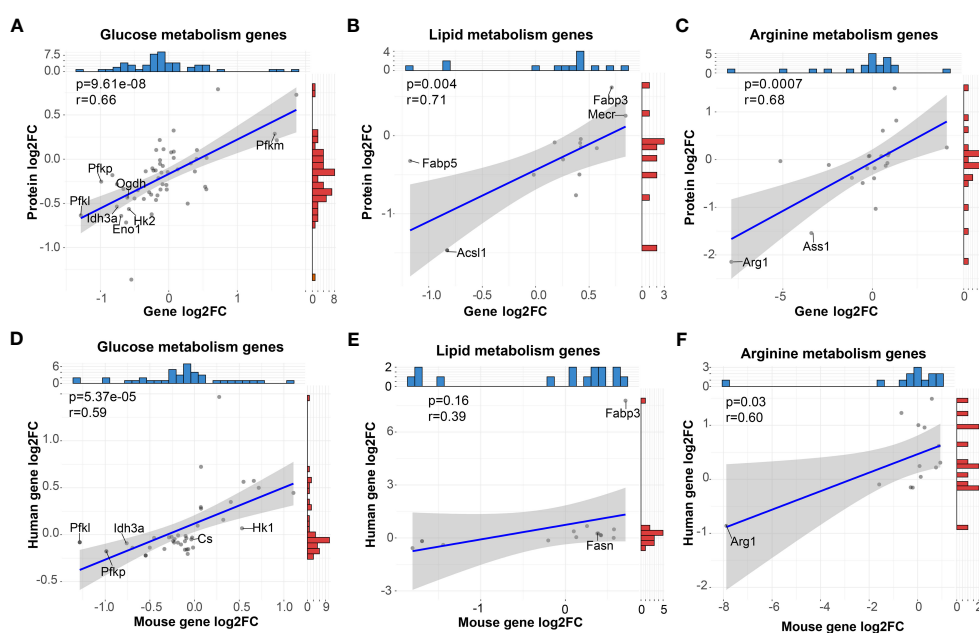 A
Glucose metabolism genes
7.5
0.0
p=9.61e-08
r=0.66
Pfkm
Pfkp
Ogdh
Pfkl
Idh3a
Hk2
Eno1
0.5
0.0
-0.5
-1.0
-1
0
1
2
0
8
Protein log2FC
Gene log2FC
B
Lipid metabolism genes
4
2
0
p=0.004
r=0.71
Fabp3
Mecr
Fabp5
Acsl1
-0
-1
-1.0
-0.5
0.0
0.5
0
3
Protein log2FC
Gene log2FC
C
Arginine metabolism genes
5
0
p=0.0007
r=0.68
Ass1
Arg1
1
0
-1
-2
-5
0
0
Protein log2FC
Gene log2FC
D
Glucose metabolism genes
6
0
p=5.37e-05
r=0.59
Pfkl
Idh3a
Cs
Hk1
Pfkp
1.0
0.5
0.0
-0.5
-1.0
-0.5
0.0
0.5
1.0
0
9
Human gene log2FC
Mouse gene log2FC
E
Lipid metabolism genes
2
1
0
p=0.16
r=0.39
Fabp3
Fasn
6
3
0
-3
-1
0
0
5
Human gene log2FC
Mouse gene log2FC
F
Arginine metabolism genes
3
0
p=0.03
r=0.60
Arg1
1
0
-1
-2
-8
-6
-4
-2
0
0
2
Human gene log2FC
Mouse gene log2FC